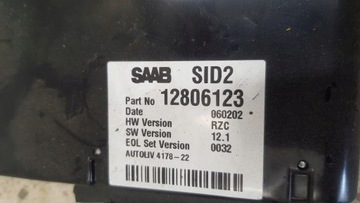 SAAB SID2
Part No 12806123
Date 060202
HW Version RZC
SW Version 12.1
EOL Set Version 0032
AUTOLIV 4178-22